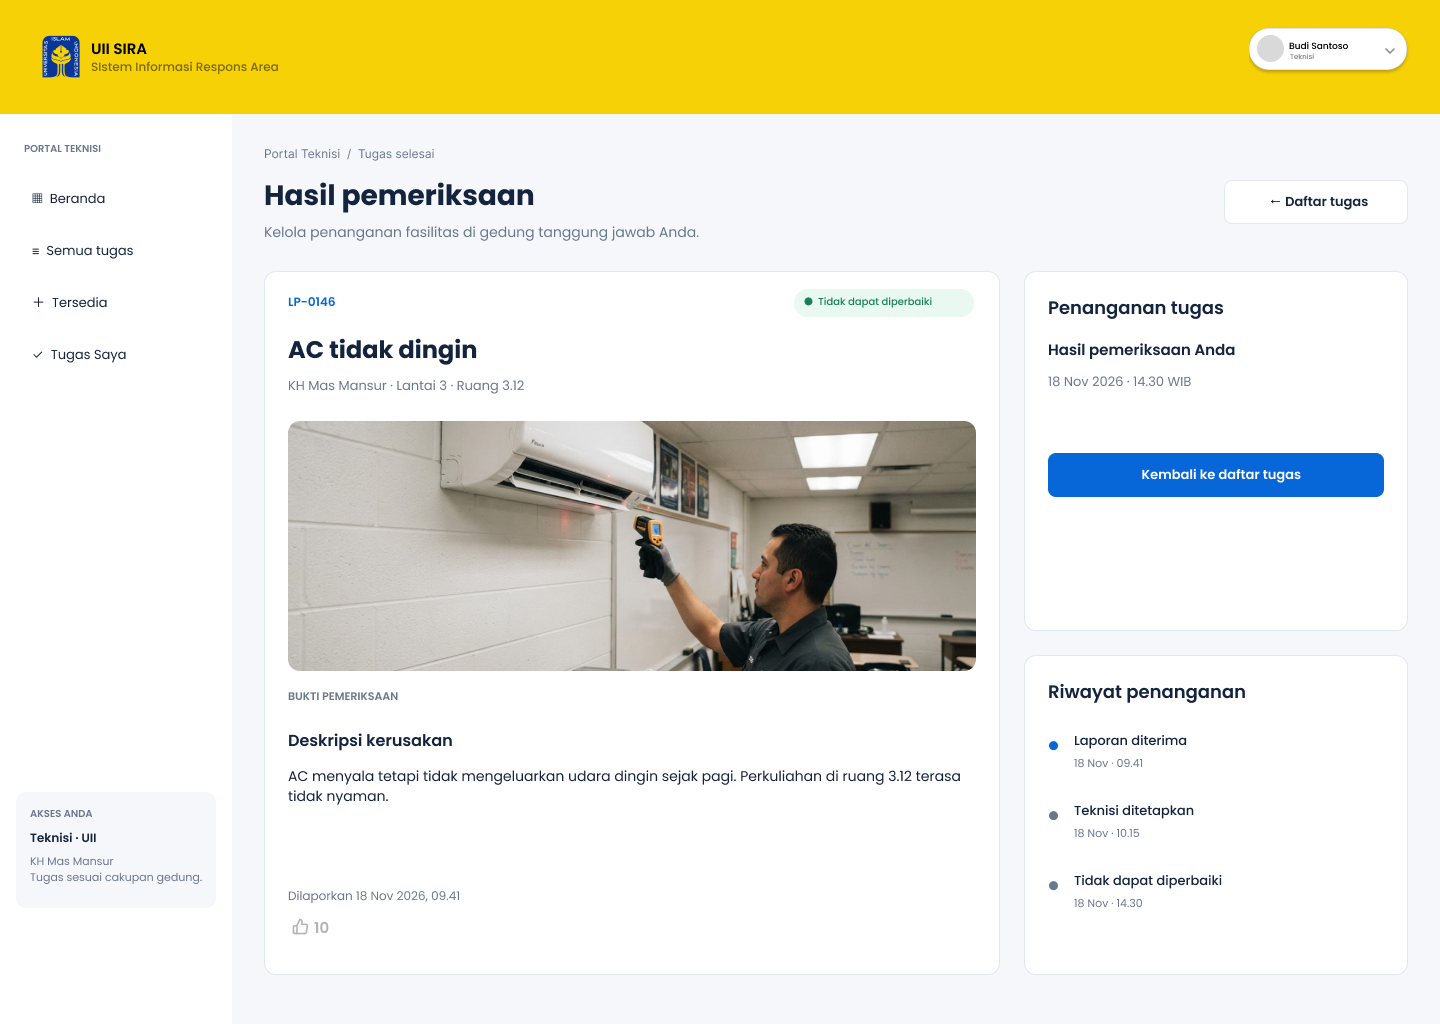 UNIVERSITAS
ISLAM
INDONESIA
UII SIRA
SIstem Informasi Respons Area
Budi Santoso
Teknisi
PORTAL TEKNISI
Beranda
Semua tugas
Tersedia
Tugas Saya
AKSES ANDA
Teknisi · UII
KH Mas Mansur
Tugas sesuai cakupan gedung.
Portal Teknisi / Tugas selesai
Hasil pemeriksaan
Kelola penanganan fasilitas di gedung tanggung jawab Anda.
← Daftar tugas
LP-0146
Tidak dapat diperbaiki
AC tidak dingin
KH Mas Mansur · Lantai 3 · Ruang 3.12
BUKTI PEMERIKSAAN
Deskripsi kerusakan
AC menyala tetapi tidak mengeluarkan udara dingin sejak pagi. Perkuliahan di ruang 3.12 terasa
tidak nyaman.
Dilaporkan 18 Nov 2026, 09.41
10
Penanganan tugas
Hasil pemeriksaan Anda
18 Nov 2026 · 14.30 WIB
Kembali ke daftar tugas
Riwayat penanganan
Laporan diterima
18 Nov · 09.41
Teknisi ditetapkan
18 Nov · 10.15
Tidak dapat diperbaiki
18 Nov · 14.30